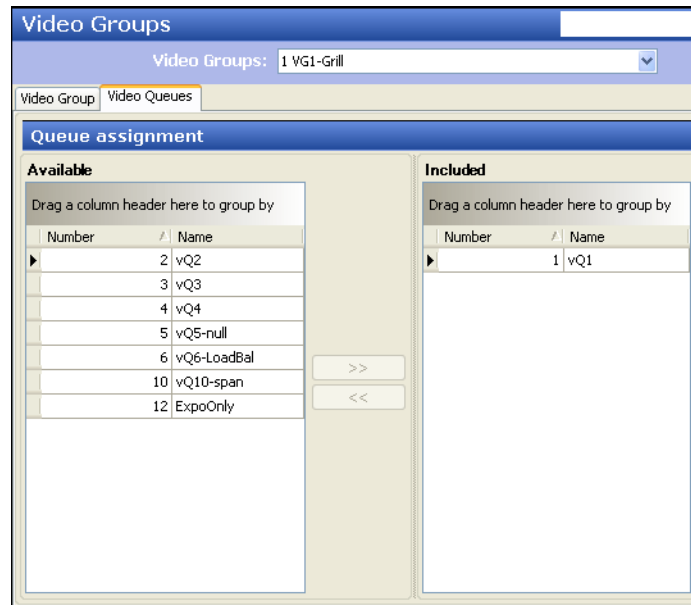 Video Groups
Video Groups: 1 VG1-Grill
Video Group Video Queues
Queue assignment
Available Included
Drag a column header here to group by Drag a column header here to group by
Number Name Number Name
2 vQ2 1 vQ1
3 vQ3
4 vQ4
5 vQ5-null
6 vQ6-LoadBal
>>
10 vQ10-span
<<
12 ExpoOnly